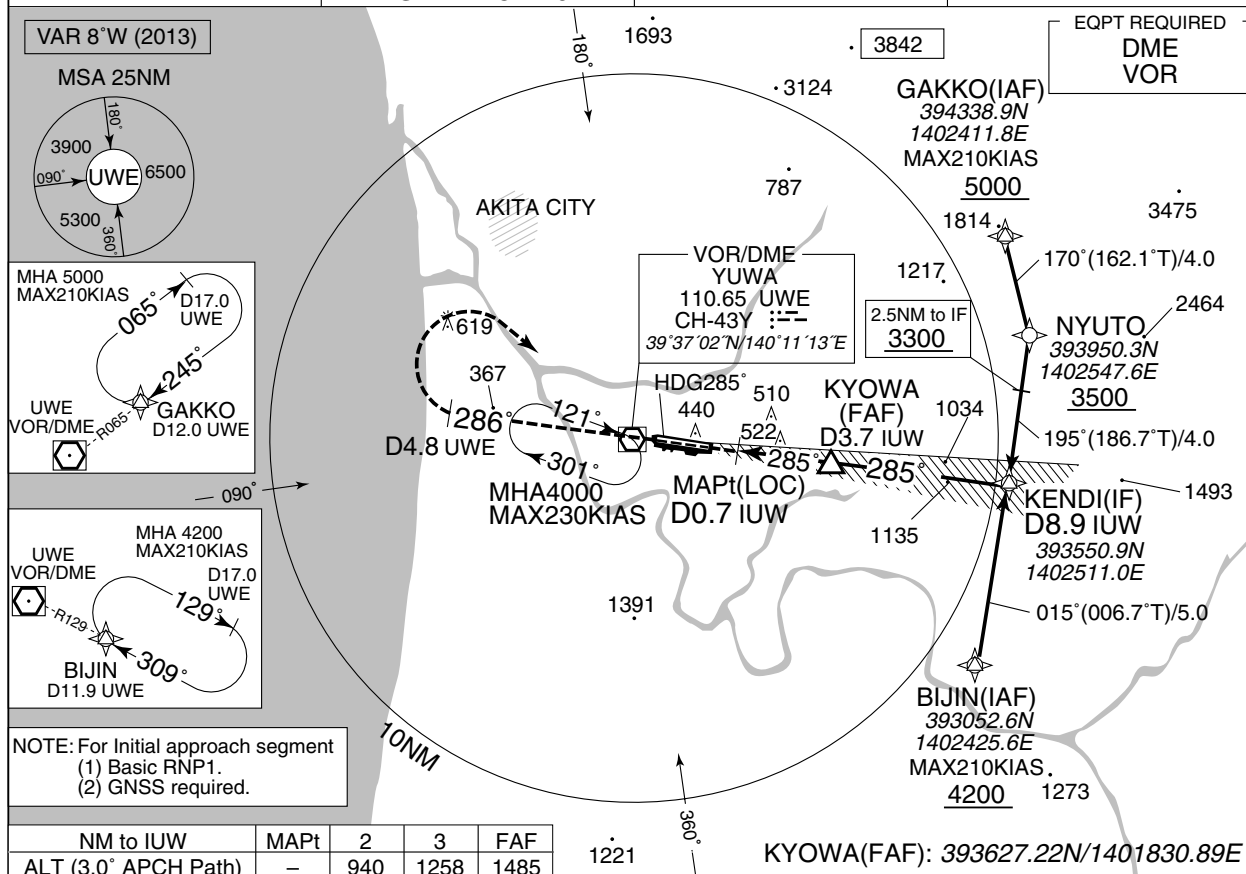 VAR 8°W (2013)
MSA 25NM
180°
3900
090°
UWE
6500
5300
360°
180°
1693
3842
3124
EQPT REQUIRED
DME
VOR
GAKKO(IAF)
394338.9N
1402411.8E
MAX210KIAS
5000
787
AKITA CITY
1814
3475
170°(162.1°T)/4.0
1217
2464
VOR/DME
YUWA
110.65 UWE
CH-43Y
39°37´02˝N/140°11´13˝E
2.5NM to IF
3300
NYUTO
393950.3N
1402547.6E
3500
MHA 5000
MAX210KIAS
065°
D17.0
UWE
245°
UWE
VOR/DME
R065
GAKKO
D12.0 UWE
619
367
HDG285°
510
440
522
KYOWA
(FAF)
D3.7 IUW
1034
195°(186.7°T)/4.0
286°
121°
D4.8 UWE
301°
285°
285°
MHA4000
MAX230KIAS
MAPt(LOC)
D0.7 IUW
1135
KENDI(IF)
D8.9 IUW
393550.9N
1402511.0E
1493
090°
MHA 4200
MAX210KIAS
UWE
VOR/DME
D17.0
UWE
129°
R129
309°
BIJIN
D11.9 UWE
1391
015°(006.7°T)/5.0
BIJIN(IAF)
393052.6N
1402425.6E
MAX210KIAS
4200
1273
10NM
360°
NOTE: For Initial approach segment
(1) Basic RNP1.
(2) GNSS required.
NM to IUW MAPt 2 3 FAF
ALT (3.0° APCH Path) – 940 1258 1485
1221
KYOWA(FAF): 393627.22N/1401830.89E